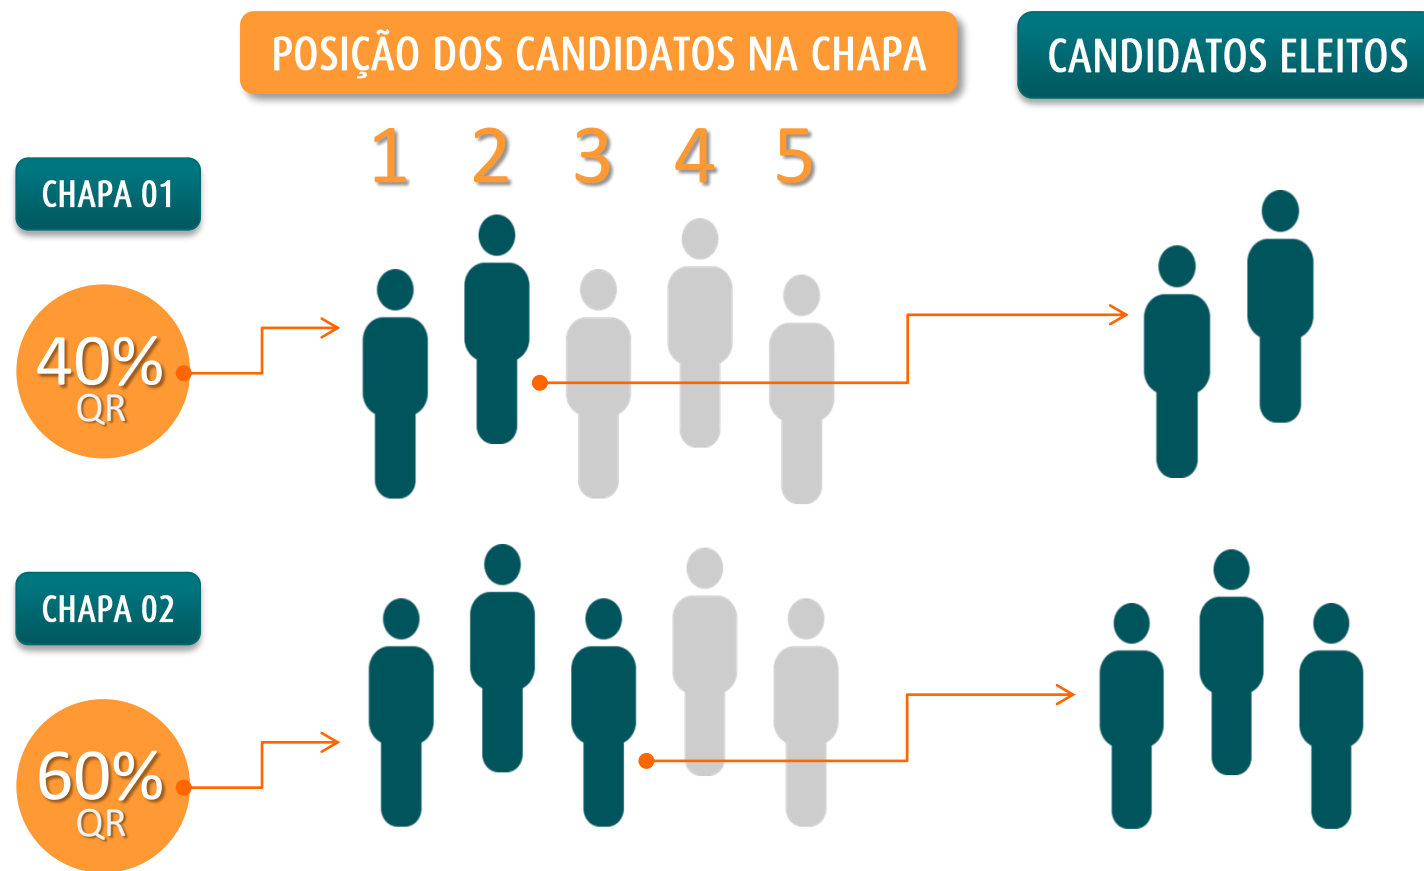 POSIÇÃO DOS CANDIDATOS NA CHAPA
CANDIDATOS ELEITOS
1 2 3 4 5
CHAPA 01
40%
QR
CHAPA 02
60%
QR